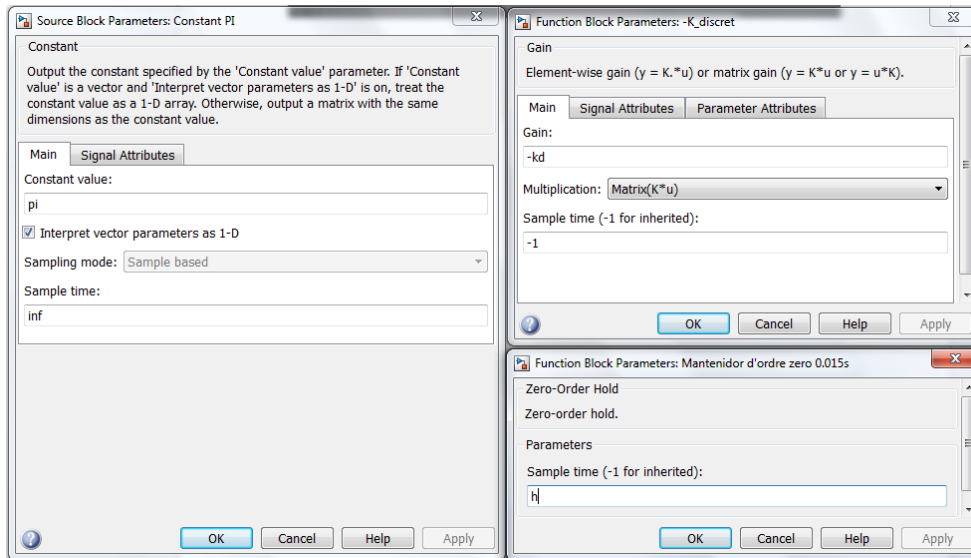 Source Block Parameters: Constant PI
Constant
Output the constant specified by the 'Constant value' parameter. If 'Constant
value' is a vector and 'Interpret vector parameters as 1-D' is on, treat the
constant value as a 1-D array. Otherwise, output a matrix with the same
dimensions as the constant value.
Main Signal Attributes
Constant value:
pi
Interpret vector parameters as 1-D
Sampling mode: Sample based
Sample time:
inf
OK Cancel Help Apply
Function Block Parameters: -K_discret
Gain
Element-wise gain (y = K.*u) or matrix gain (y = K*u or y = u*K).
Main Signal Attributes Parameter Attributes
Gain:
-kd
Multiplication: Matrix(K*u)
Sample time (-1 for inherited):
-1
OK Cancel Help Apply
Function Block Parameters: Mantenidor d'ordre zero 0.015s
Zero-Order Hold
Zero-order hold.
Parameters
Sample time (-1 for inherited):
h
OK Cancel Help Apply